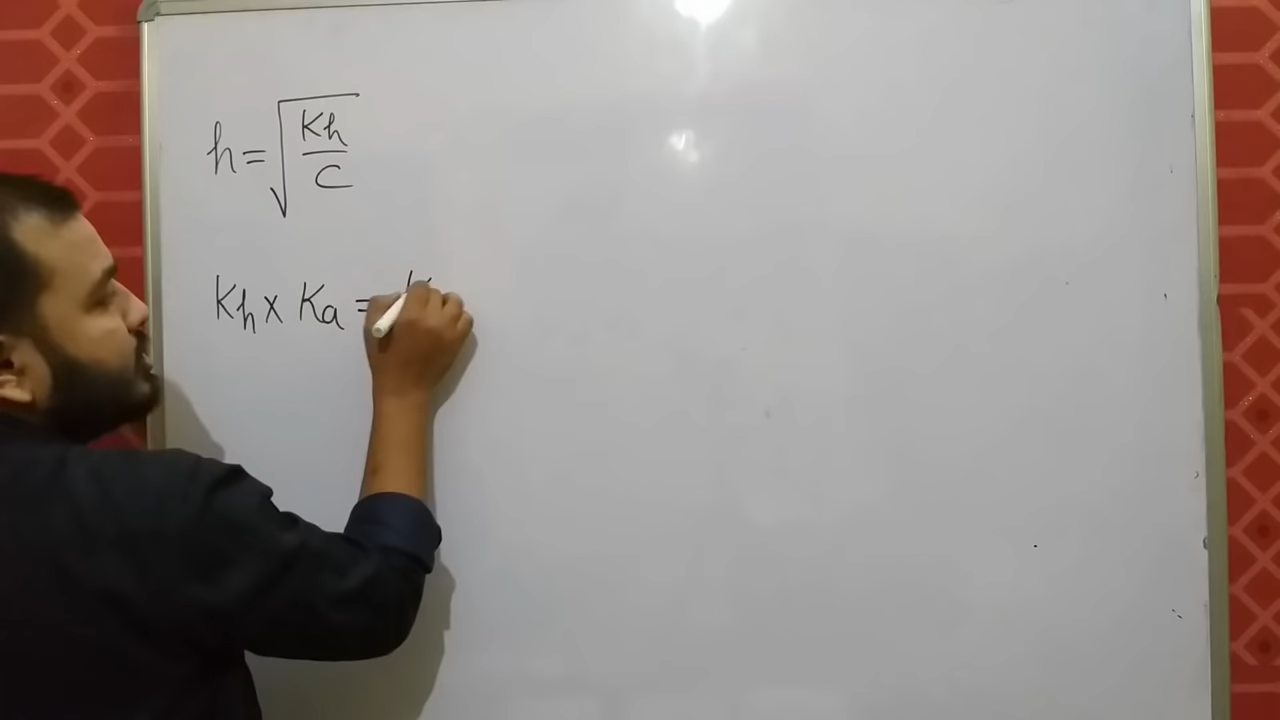 h = √(Kh/C)
Kh x Ka =